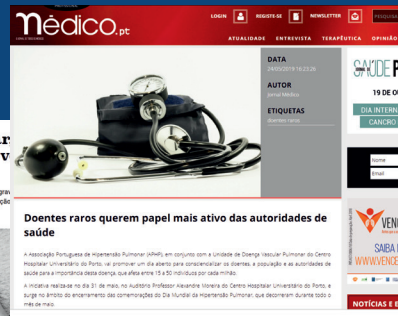 Médico.pt
LOGIN
REGISTE-SE
NEWSLETTER
PESQUISA
ATUALIDADE ENTREVISTA TERAPÊUTICA OPINIÃO
DATA
24/05/2019 16:23:26
AUTOR
Jornal Médico
ETIQUETAS
doentes raros
SAÚDE
19 DE OU
DIA INTERN
CANCRO
Nome
Email
Doentes raros querem papel mais ativo das autoridades de
saúde
A Associação Portuguesa de Hipertensão Pulmonar (APHP), em conjunto com a Unidade de Doença Vascular Pulmonar do Centro
Hospitalar Universitário do Porto, vai promover um dia aberto para consciencializar os doentes, a população e as autoridades de
saúde para a importância desta doença, que afeta entre 15 a 50 indivíduos por cada milhão.
A iniciativa realiza-se no dia 31 de maio, no Auditório Professor Alexandre Moreira do Centro Hospitalar Universitário do Porto, e
surge no âmbito do encerramento das comemorações do Dia Mundial da Hipertensão Pulmonar, que decorreram durante todo o
mês de maio.
VENC
SAIBA
WWW.VENCE
NOTÍCIAS E E